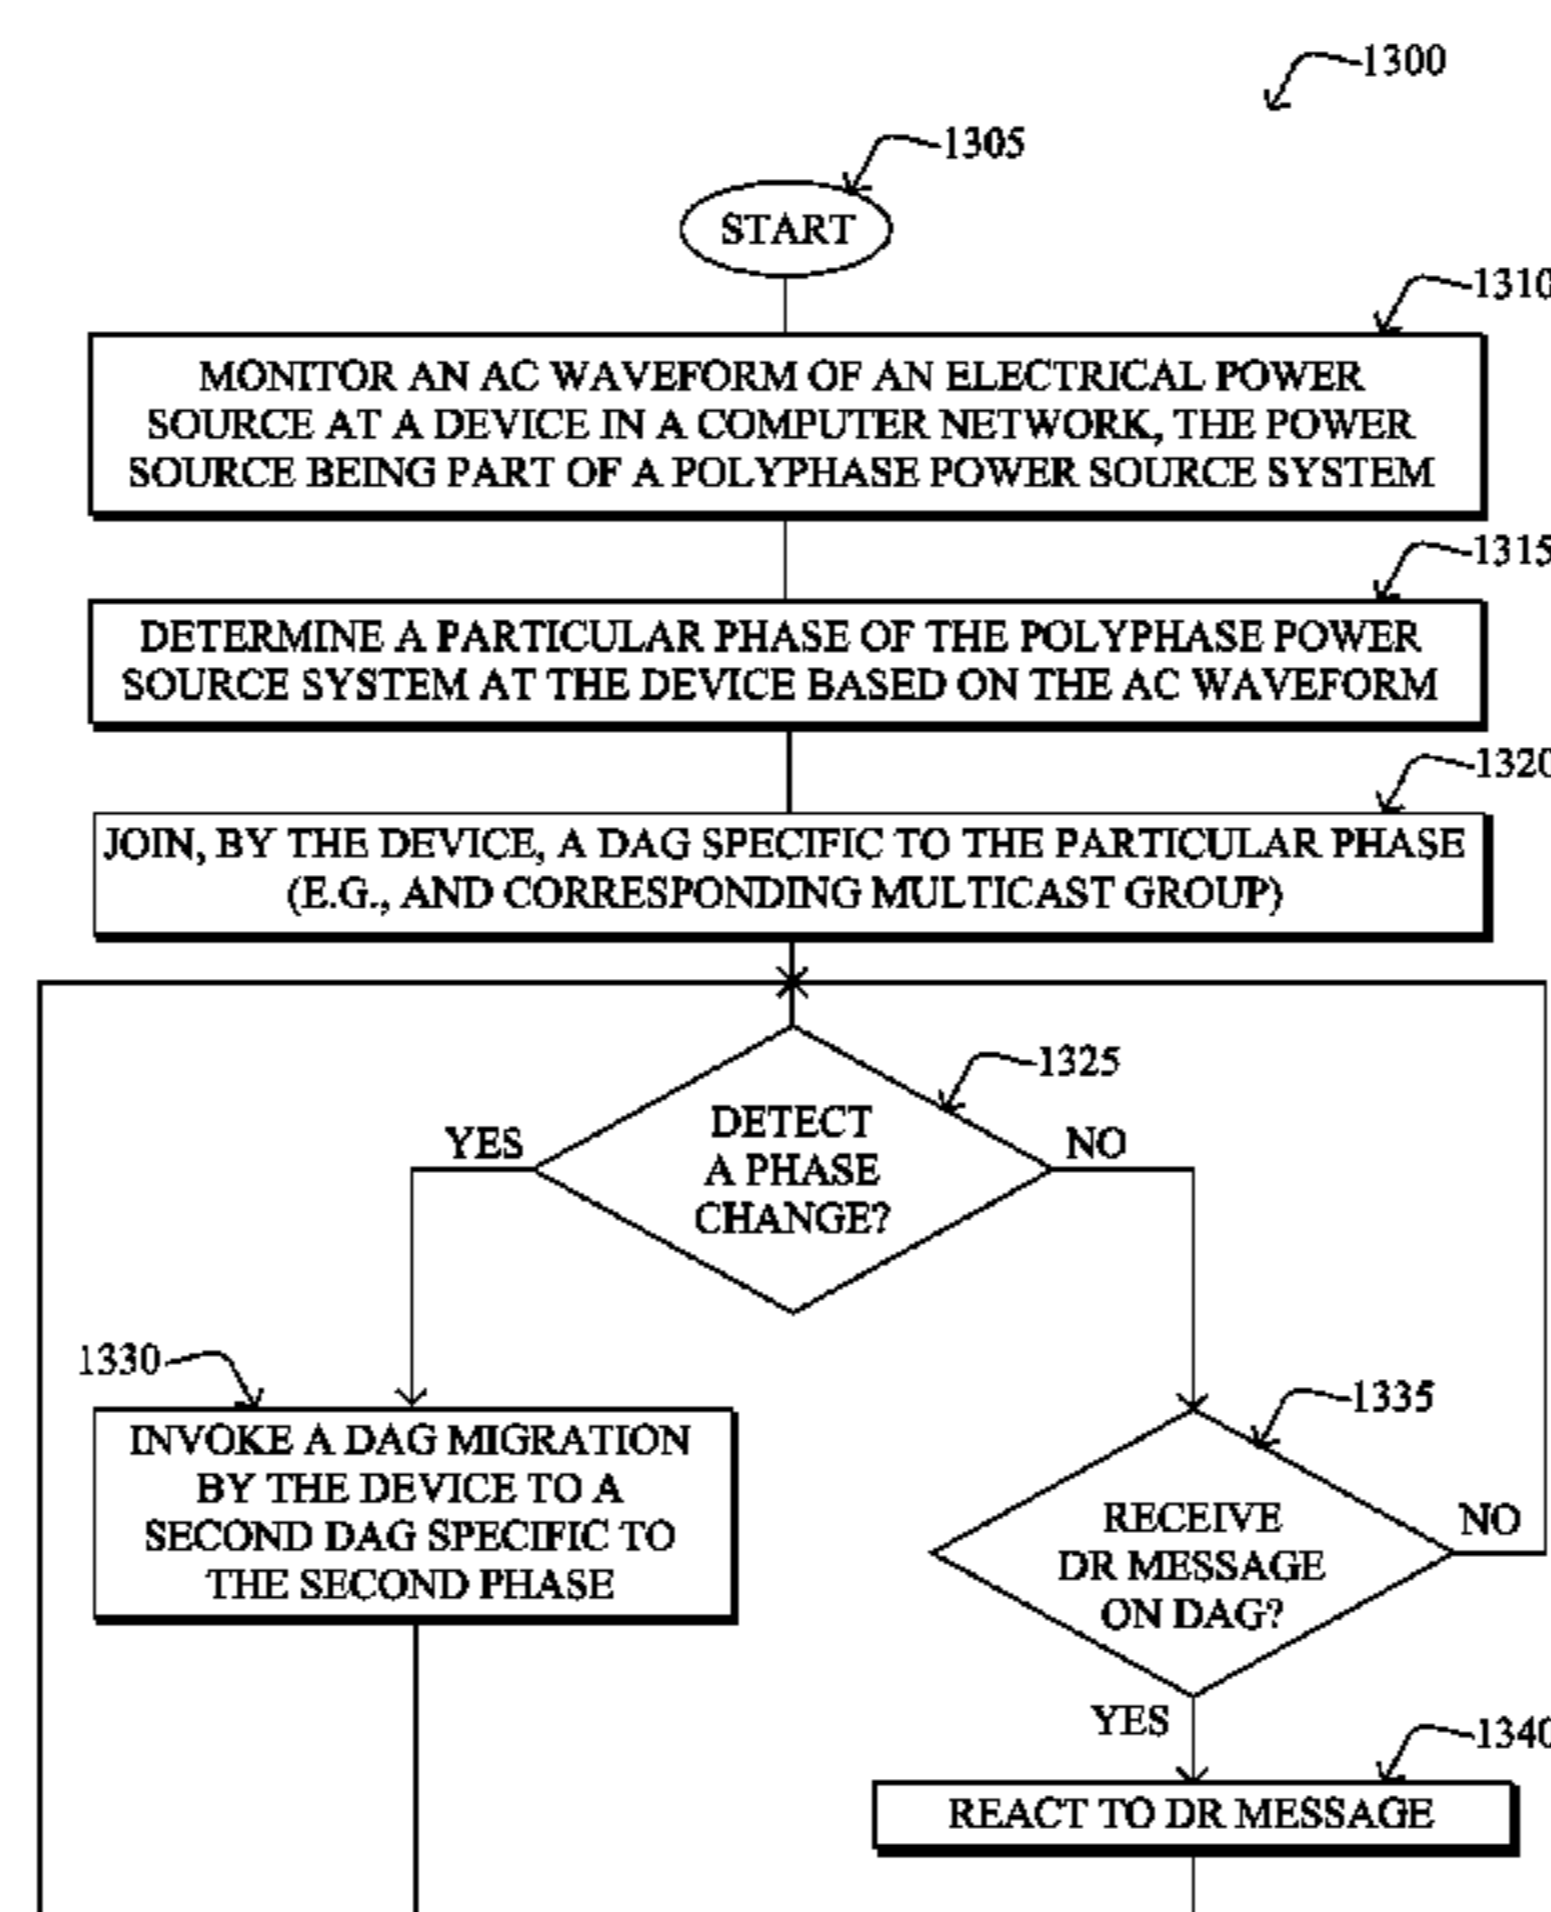 1300
1305
START
1310
MONITOR AN AC WAVEFORM OF AN ELECTRICAL POWER
SOURCE AT A DEVICE IN A COMPUTER NETWORK, THE POWER
SOURCE BEING PART OF A POLYPHASE POWER SOURCE SYSTEM
1315
DETERMINE A PARTICULAR PHASE OF THE POLYPHASE POWER
SOURCE SYSTEM AT THE DEVICE BASED ON THE AC WAVEFORM
1320
JOIN, BY THE DEVICE, A DAG SPECIFIC TO THE PARTICULAR PHASE
(E.G., AND CORRESPONDING MULTICAST GROUP)
1325
DETECT
A PHASE
CHANGE?
YES
NO
1330
INVOKE A DAG MIGRATION
BY THE DEVICE TO A
SECOND DAG SPECIFIC TO
THE SECOND PHASE
1335
RECEIVE
DR MESSAGE
ON DAG?
NO
YES
1340
REACT TO DR MESSAGE